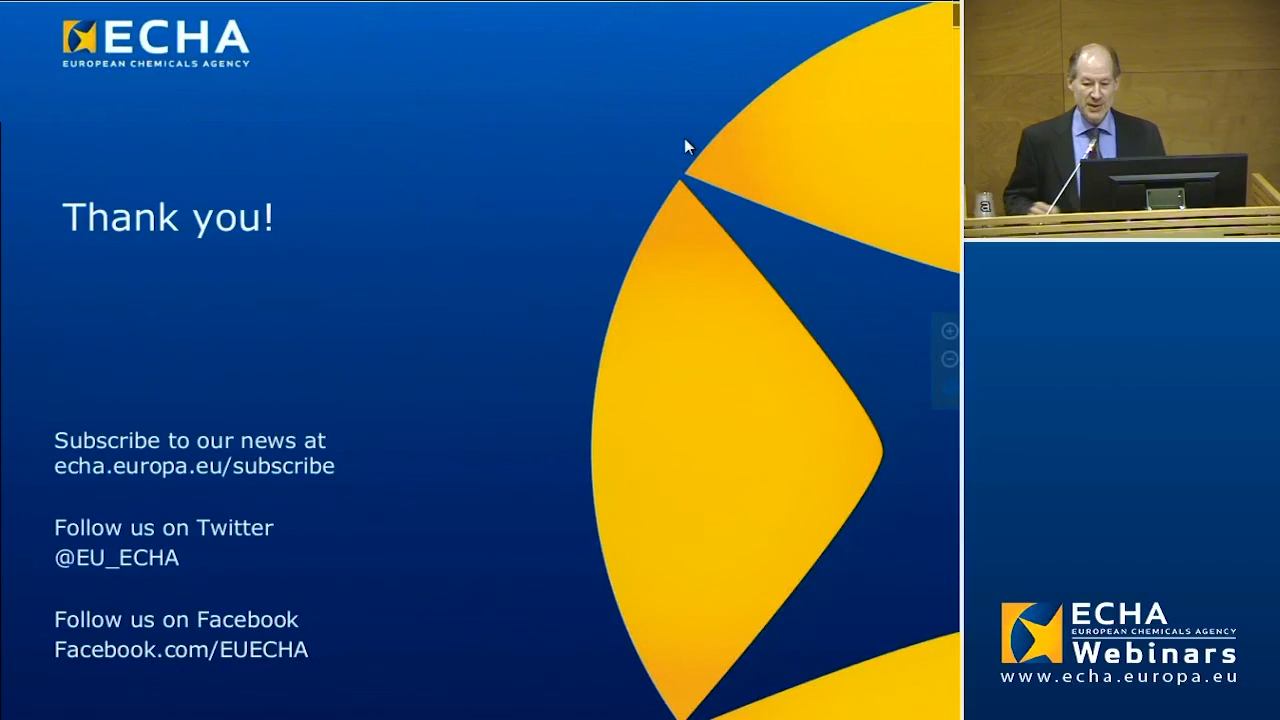 ECHA
EUROPEAN CHEMICALS AGENCY
Thank you!
Subscribe to our news at
echa.europa.eu/subscribe
Follow us on Twitter
@EU_ECHA
Follow us on Facebook
Facebook.com/EUECHA
ECHA
EUROPEAN CHEMICALS AGENCY
Webinars
www.echa.europa.eu